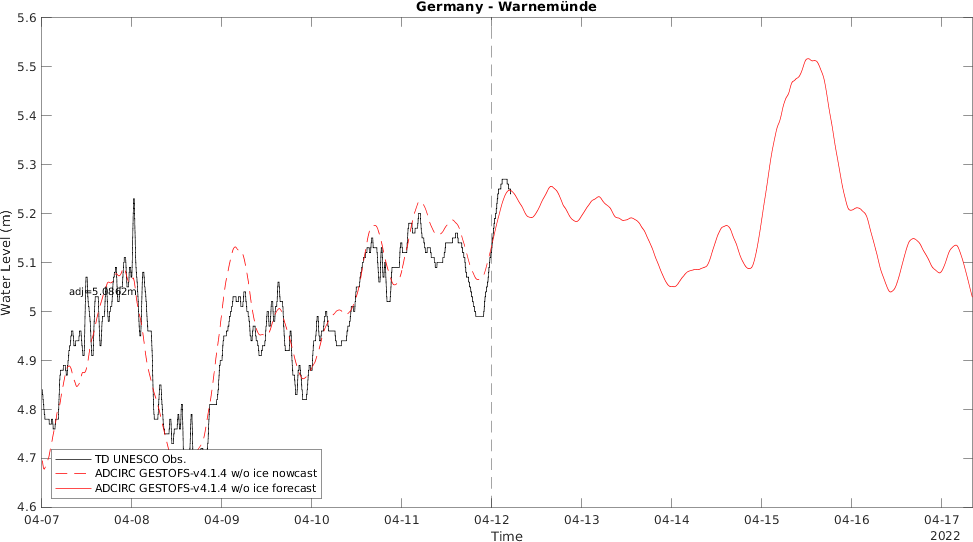 Germany - Warnemünde
5.6
5.5
5.4
5.3
5.2
5.1
5
4.9
4.8
4.7
4.6
Water Level (m)
adj=5.0862m
TD UNESCO Obs.
ADCIRC GESTOFS-v4.1.4 w/o ice nowcast
ADCIRC GESTOFS-v4.1.4 w/o ice forecast
04-07 04-08 04-09 04-10 04-11 04-12 04-13 04-14 04-15 04-16 04-17
Time
2022